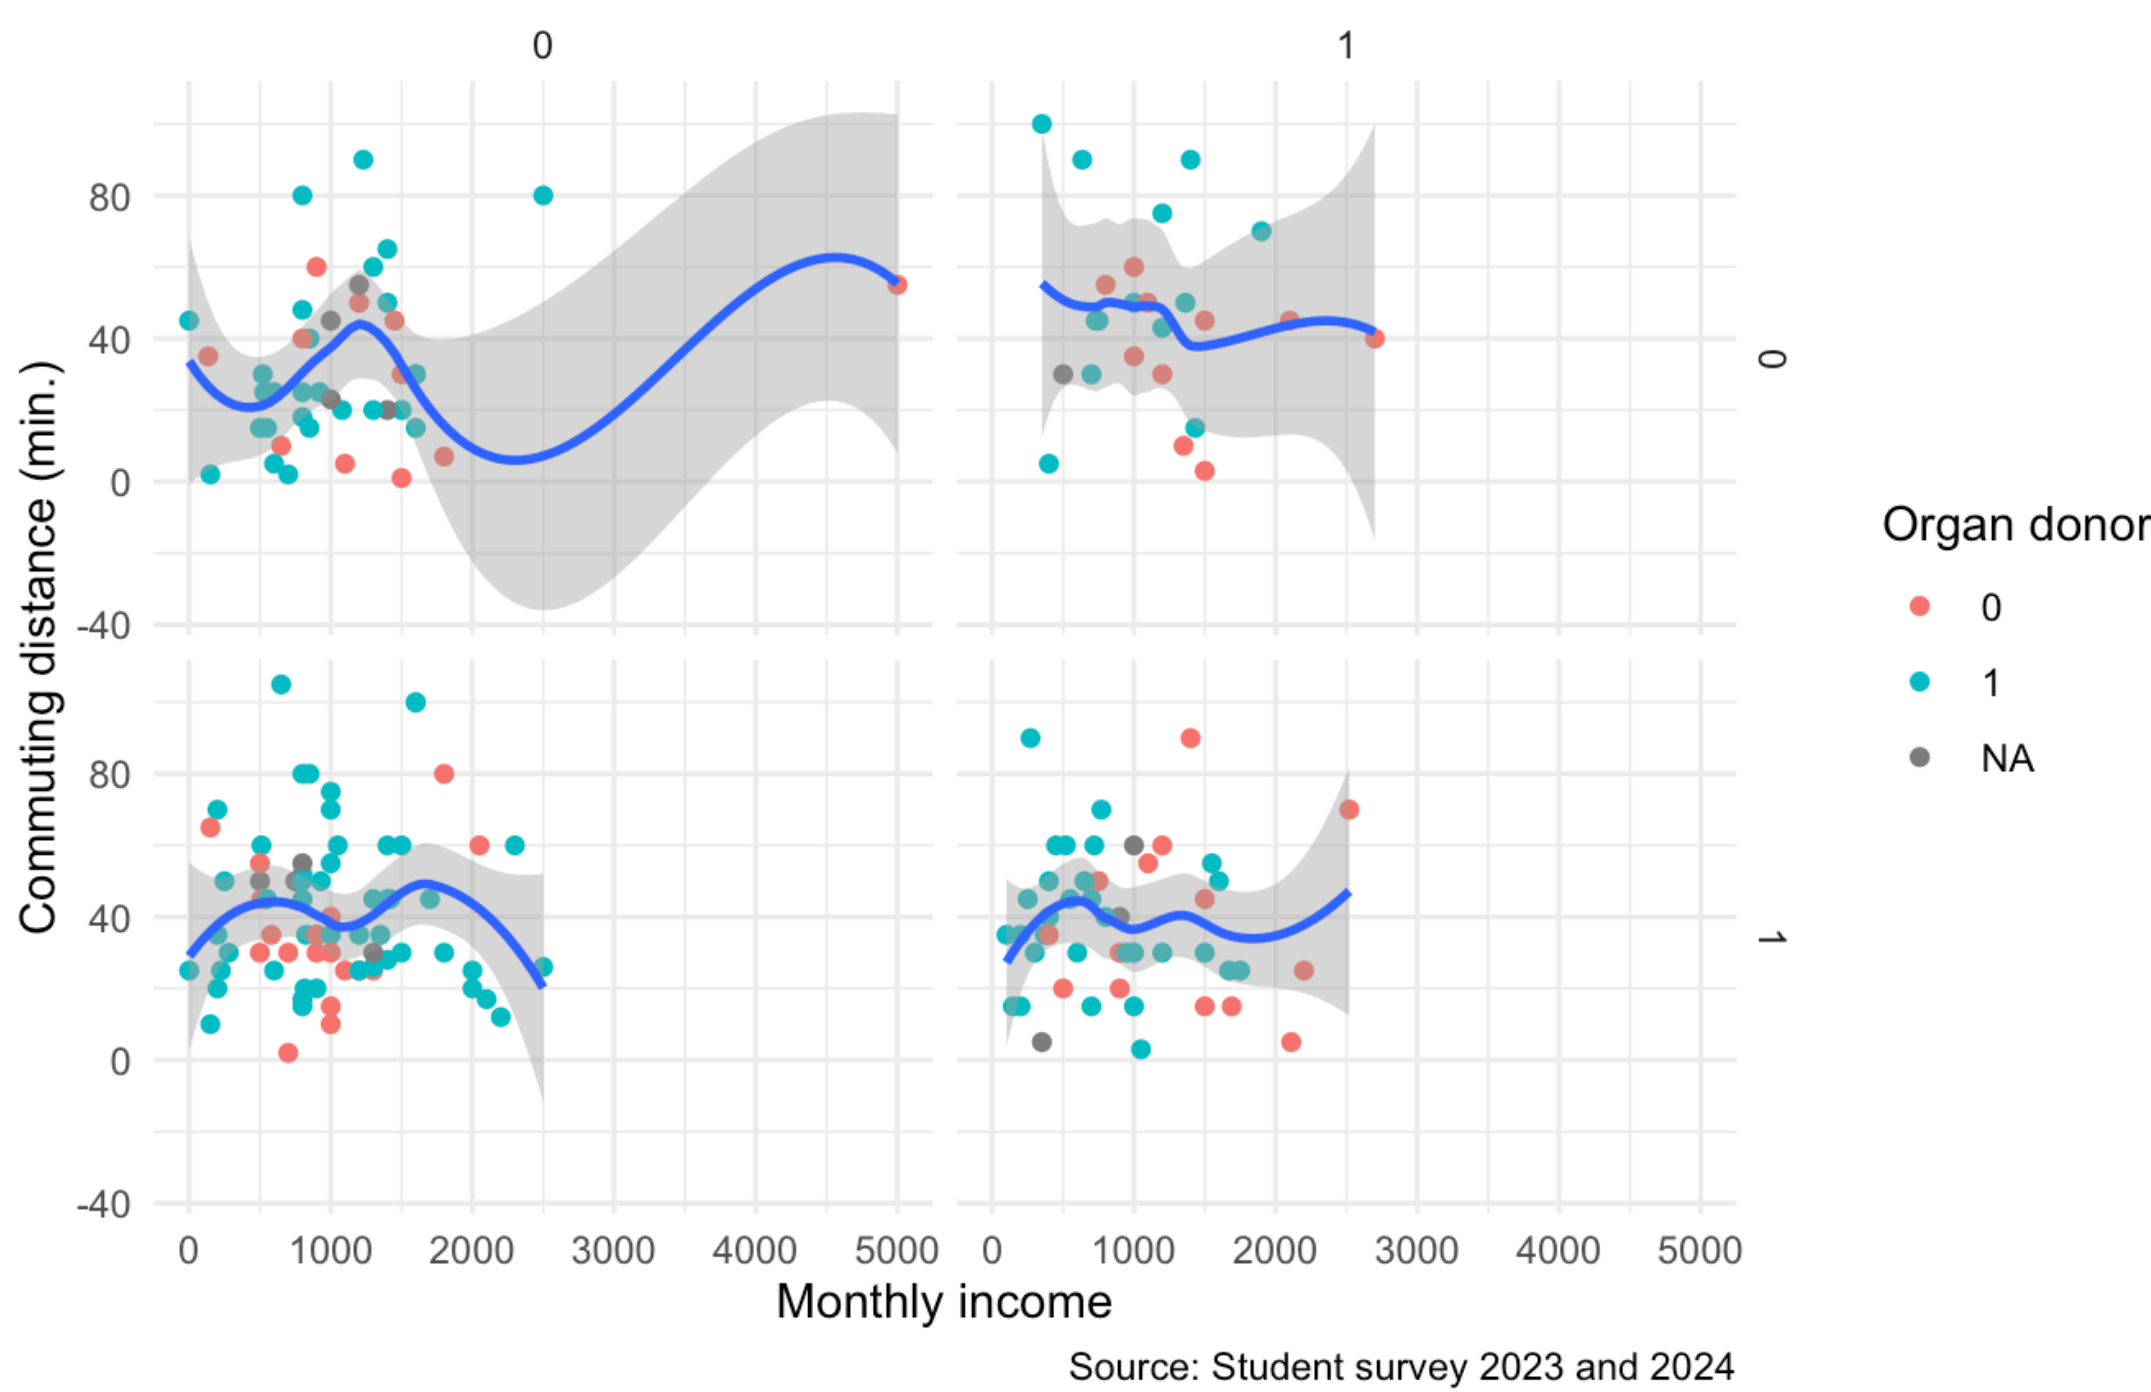 0 1
80
40
0
-40
0
80
40
0
-40
1
0 1000 2000 3000 4000 5000 0 1000 2000 3000 4000 5000
Commuting distance (min.)
Monthly income
Organ donor
0
1
NA
Source: Student survey 2023 and 2024